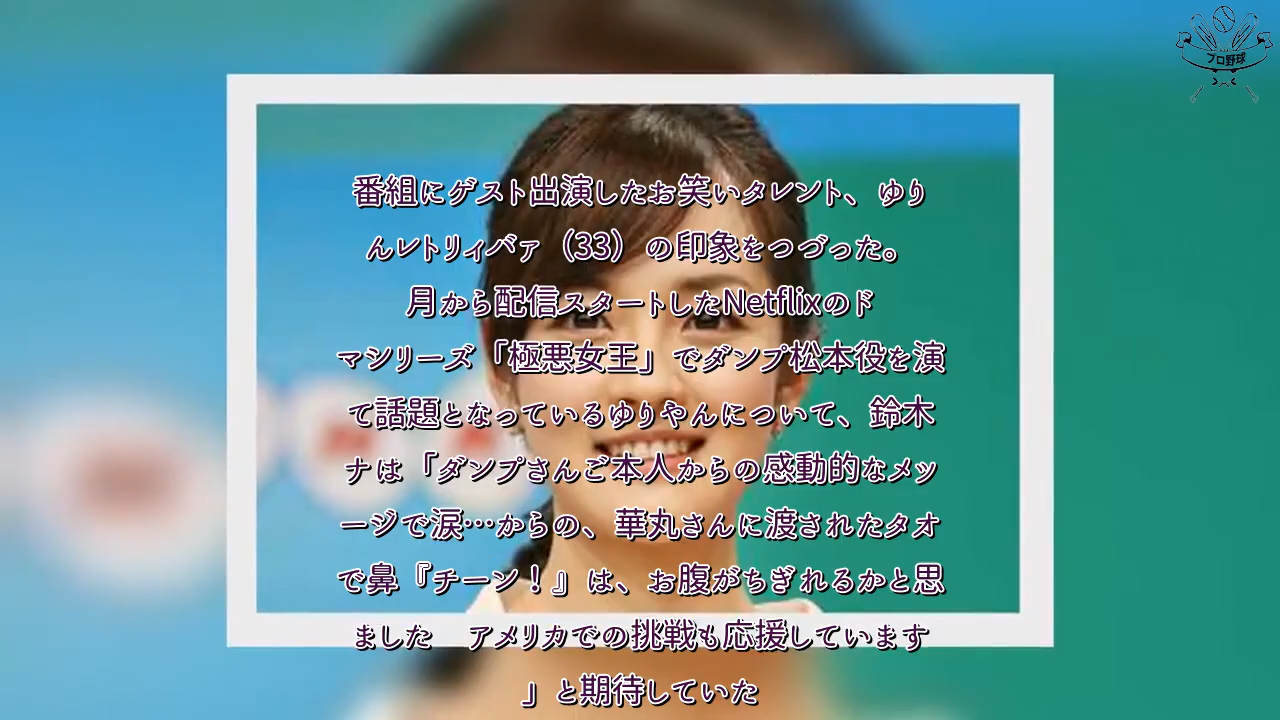 プロ野球
番組にゲスト出演したお笑いタレント、ゆり
んレトリィバァ（33）の印象をつづった。
月から配信スタートしたNetflixのド
マシリーズ「極悪女王」でダンプ松本役を演
て話題となっているゆりやんについて、鈴木
ナは「ダンプさんご本人からの感動的なメッ
ージで涙…からの、華丸さんに渡されたタオ
で鼻『チーン！』は、お腹がちぎれるかと思
ました　アメリカでの挑戦も応援しています
」と期待していた